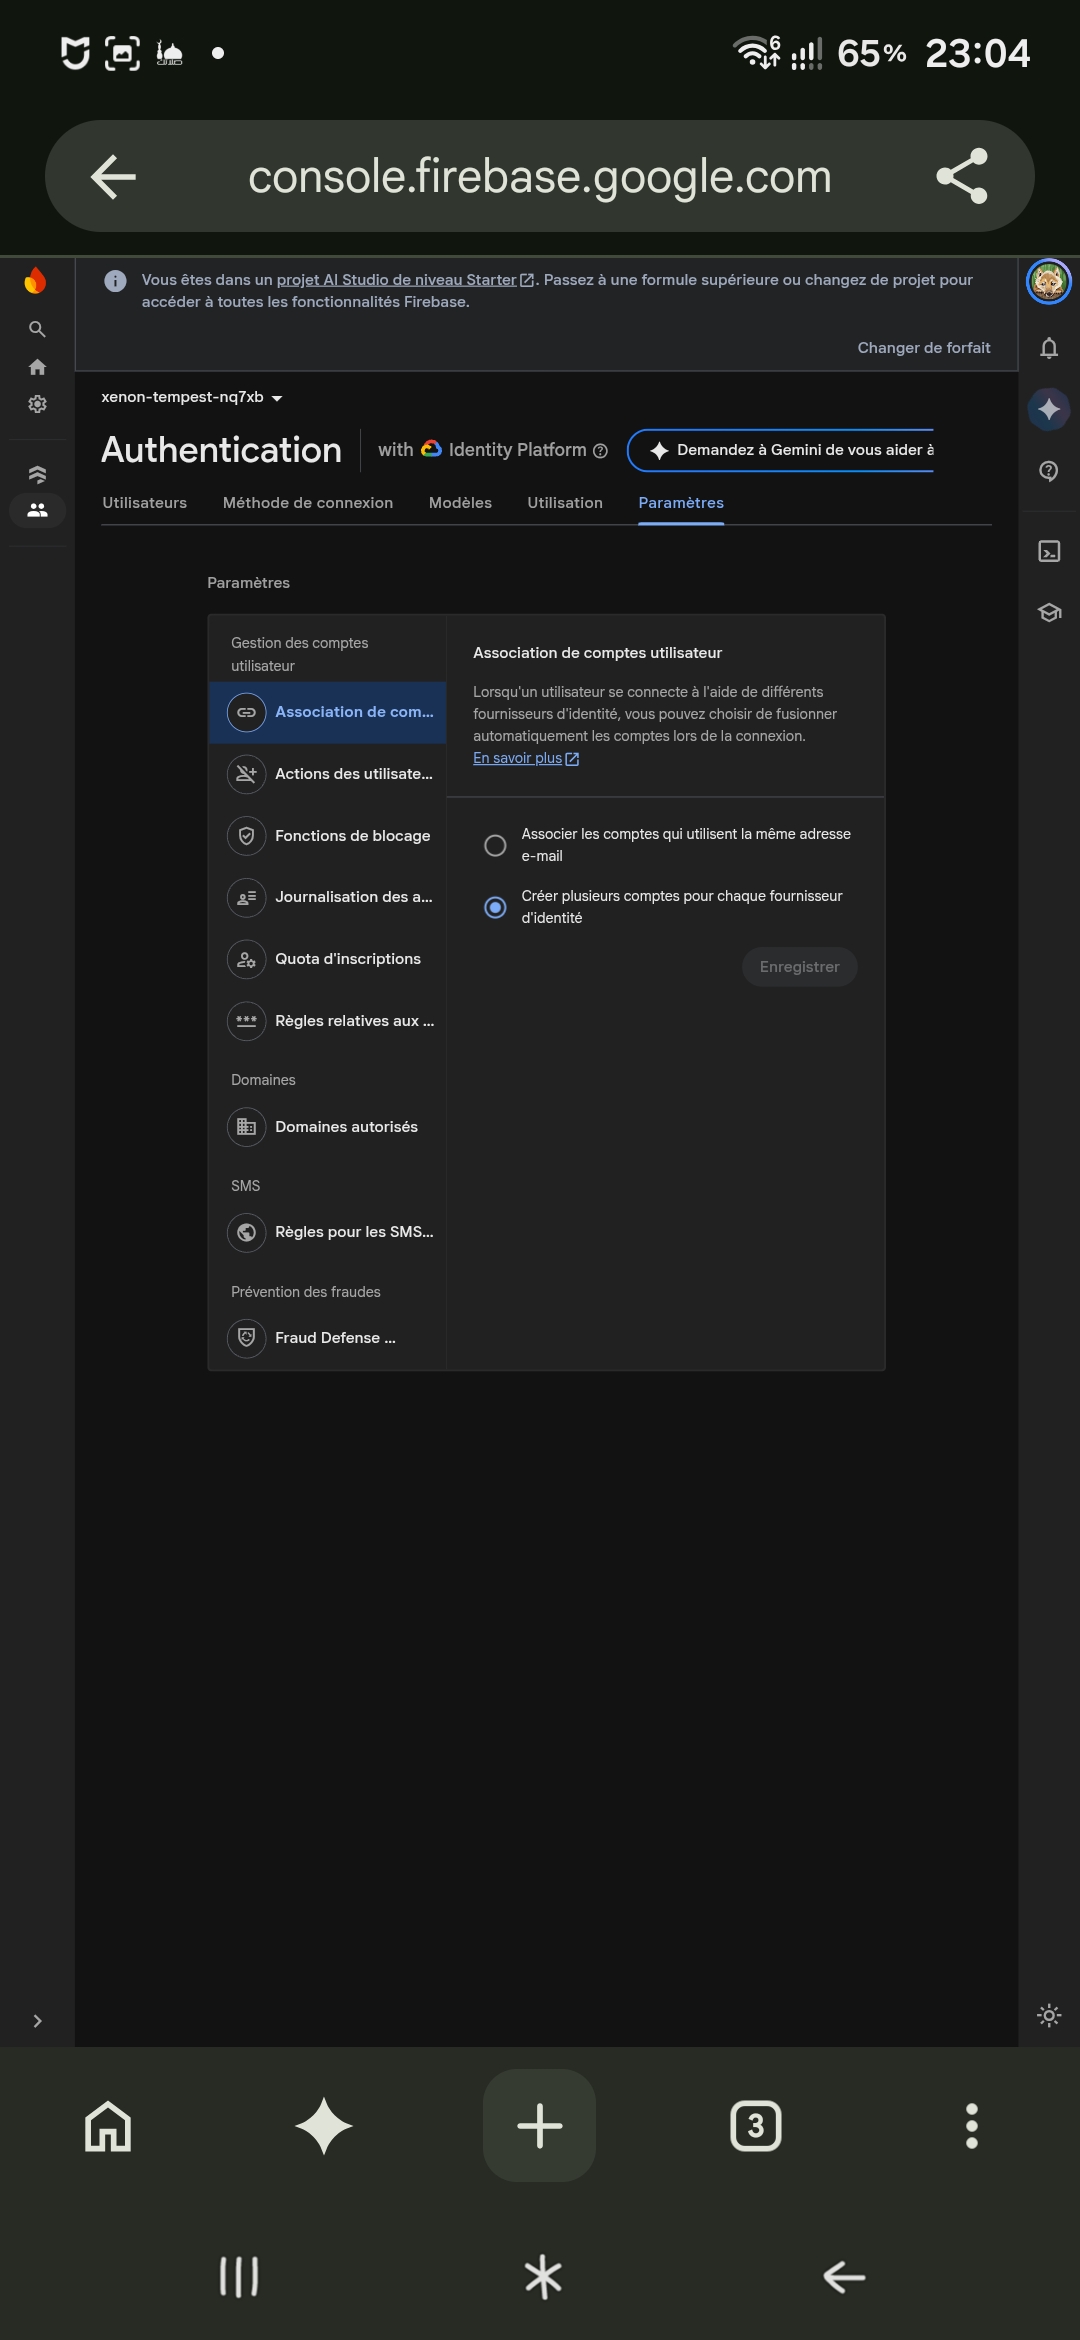 65% 23:04
console.firebase.google.com
Vous êtes dans un projet AI Studio de niveau Starter. Passez à une formule supérieure ou changez de projet pour
accéder à toutes les fonctionnalités Firebase.
Changer de forfait
xenon-tempest-nq7xb
Authentication with Identity Platform Demandez à Gemini de vous aider à
Utilisateurs Méthode de connexion Modèles Utilisation Paramètres
Paramètres
Gestion des comptes
utilisateur
Association de com...
Actions des utilisate...
Fonctions de blocage
Journalisation des a...
Quota d'inscriptions
Règles relatives aux ...
Domaines
Domaines autorisés
SMS
Règles pour les SMS...
Prévention des fraudes
Fraud Defense ...
Association de comptes utilisateur
Lorsqu'un utilisateur se connecte à l'aide de différents
fournisseurs d'identité, vous pouvez choisir de fusionner
automatiquement les comptes lors de la connexion.
En savoir plus
Associer les comptes qui utilisent la même adresse
e-mail
Créer plusieurs comptes pour chaque fournisseur
d'identité
Enregistrer
3